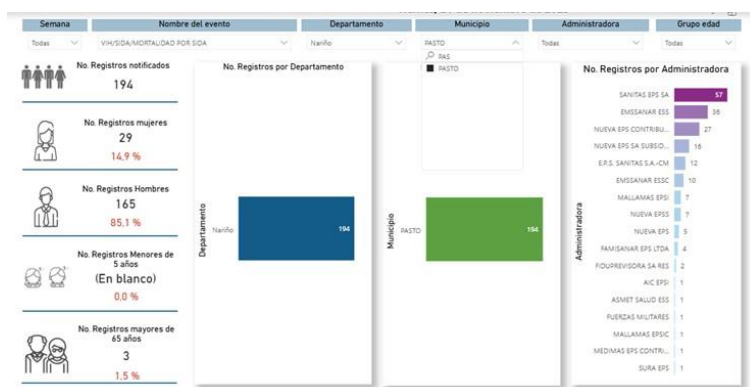 Semana
Nombre del evento
Departamento
Municipio
Administradora
Grupo edad
Todas
VIH/SIDA/MORTALIDAD POR SIDA
Nariño
PASTO
Todas
Todas
PAS
PASTO
No. Registros notificados
194
No. Registros mujeres
29
14,9 %
No. Registros Hombres
165
85,1 %
No. Registros Menores de
5 años
(En blanco)
0,0 %
No. Registros mayores de
65 años
3
1,5 %
No. Registros por Departamento
Departamento
Nariño
194
Municipio
PASTO
194
No. Registros por Administradora
Administradora
SANITAS EPS SA 57
EMSSANAR ESS 36
NUEVA EPS CONTRIBU... 27
NUEVA EPS SA SUBSID... 16
E.P.S. SANITAS S.A.-CM 12
EMSSANAR ESSC 10
MALLAMAS EPSI 7
NUEVA EPSS 7
NUEVA EPS 5
FAMISANAR EPS LTDA 4
FIDUPREVISORA SA RES 2
AIC EPSI 1
ASMET SALUD ESS 1
FUERZAS MILITARES 1
MALLAMAS EPSIC 1
MEDIMAS EPS CONTRI... 1
SURA EPS 1